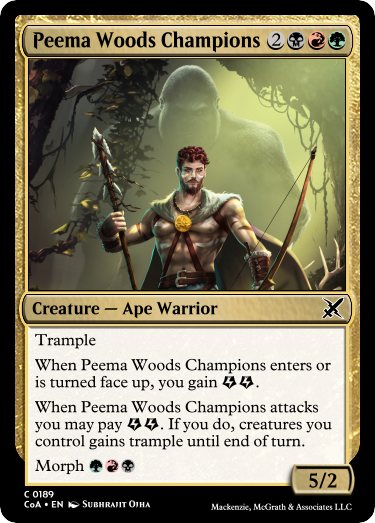 Peema Woods Champions 2
Creature — Ape Warrior
Trample
When Peema Woods Champions enters or
is turned face up, you gain .
When Peema Woods Champions attacks
you may pay . If you do, creatures you
control gains trample until end of turn.
Morph
5/2
C 0189
CoA • EN Subhrajit Ojha
Mackenzie, McGrath & Associates LLC